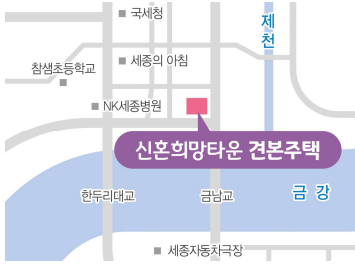 국세청
제천
세종의 아침
참샘초등학교
NK세종병원
신혼희망타운 견본주택
한두리대교
금남교
금강
세종자동차극장